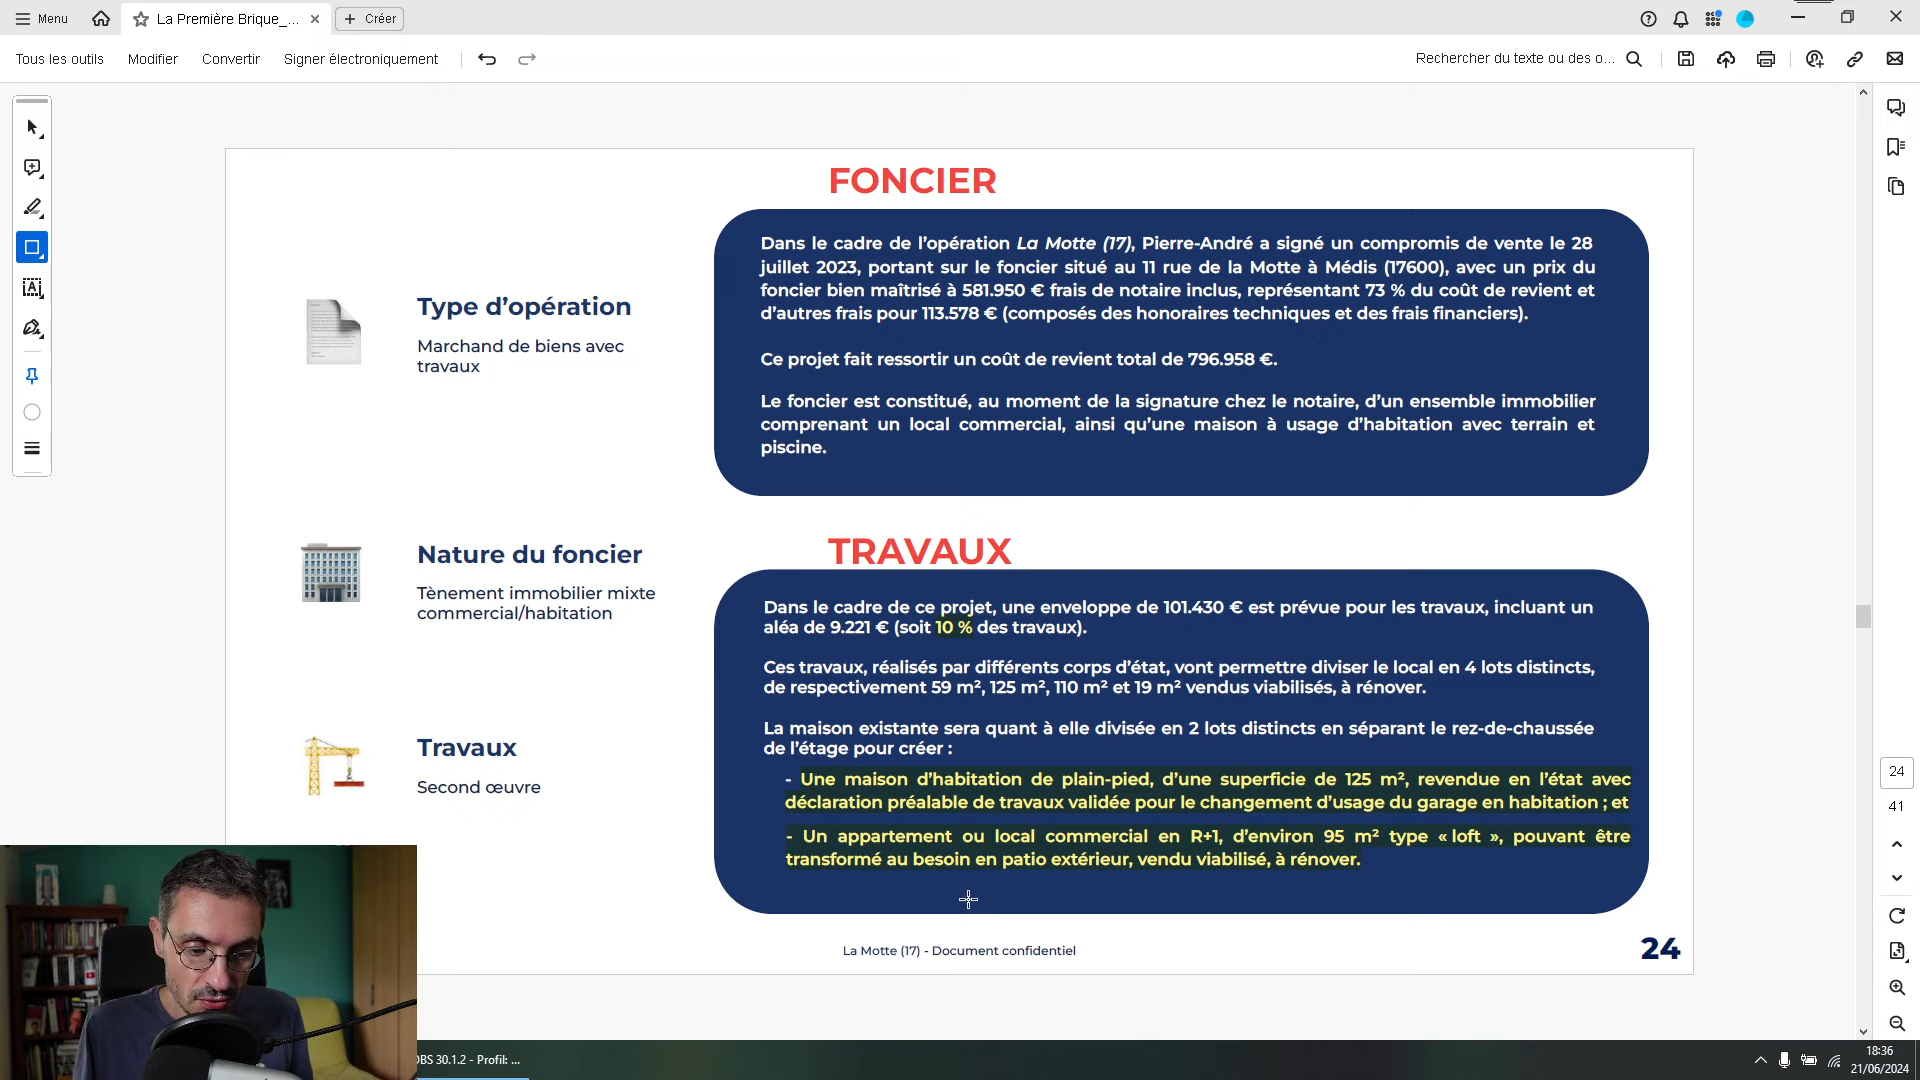 Menu
La Première Brique_...
Créer
Tous les outils
Modifier
Convertir
Signer électroniquement
Rechercher du texte ou des o...
FONCIER
Type d'opération
Marchand de biens avec
travaux
Dans le cadre de l'opération La Motte (17), Pierre-André a signé un compromis de vente le 28
juillet 2023, portant sur le foncier situé au 11 rue de la Motte à Médis (17600), avec un prix du
foncier bien maîtrisé à 581.950 € frais de notaire inclus, représentant 73 % du coût de revient et
d'autres frais pour 113.578 € (composés des honoraires techniques et des frais financiers).
Ce projet fait ressortir un coût de revient total de 796.958 €.
Le foncier est constitué, au moment de la signature chez le notaire, d'un ensemble immobilier
comprenant un local commercial, ainsi qu'une maison à usage d'habitation avec terrain et
piscine.
Nature du foncier
Tènement immobilier mixte
commercial/habitation
TRAVAUX
Dans le cadre de ce projet, une enveloppe de 101.430 € est prévue pour les travaux, incluant un
aléa de 9.221 € (soit 10 % des travaux).
Ces travaux, réalisés par différents corps d'état, vont permettre diviser le local en 4 lots distincts,
de respectivement 59 m², 125 m², 110 m² et 19 m² vendus viabilisés, à rénover.
La maison existante sera quant à elle divisée en 2 lots distincts en séparant le rez-de-chaussée
de l'étage pour créer :
- Une maison d'habitation de plain-pied, d'une superficie de 125 m², revendue en l'état avec
déclaration préalable de travaux validée pour le changement d'usage du garage en habitation ; et
- Un appartement ou local commercial en R+1, d'environ 95 m² type « loft », pouvant être
transformé au besoin en patio extérieur, vendu viabilisé, à rénover.
Travaux
Second œuvre
La Motte (17) - Document confidentiel
24
24
41
OBS 30.1.2 - Profil: ...
18:36
21/06/2024